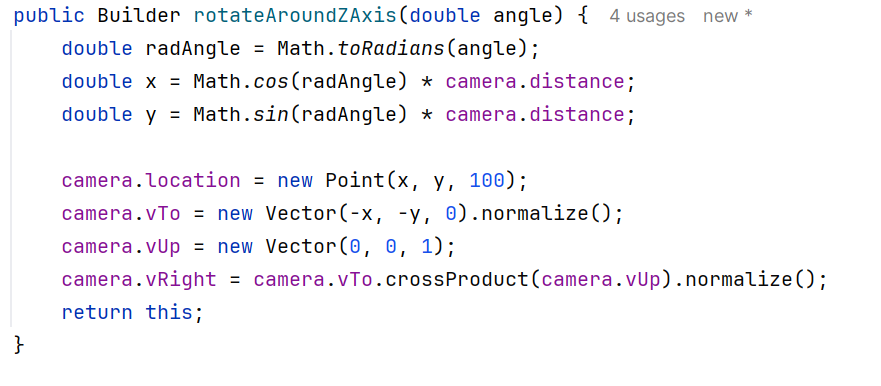 public Builder rotateAroundZAxis(double angle) { 4 usages new *
    double radAngle = Math.toRadians(angle);
    double x = Math.cos(radAngle) * camera.distance;
    double y = Math.sin(radAngle) * camera.distance;

    camera.location = new Point(x, y, 100);
    camera.vTo = new Vector(-x, -y, 0).normalize();
    camera.vUp = new Vector(0, 0, 1);
    camera.vRight = camera.vTo.crossProduct(camera.vUp).normalize();
    return this;
}